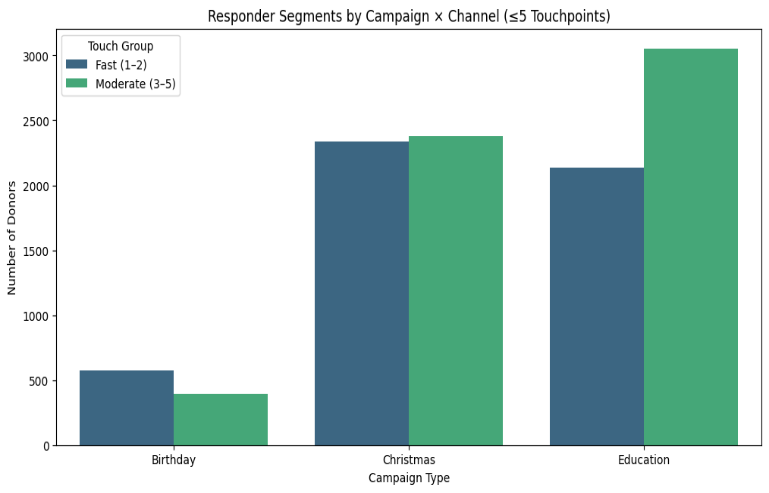 Responder Segments by Campaign × Channel (≤5 Touchpoints)
Touch Group
Fast (1–2)
Moderate (3–5)
Number of Donors
3000
2500
2000
1500
1000
500
0
Birthday
Christmas
Education
Campaign Type